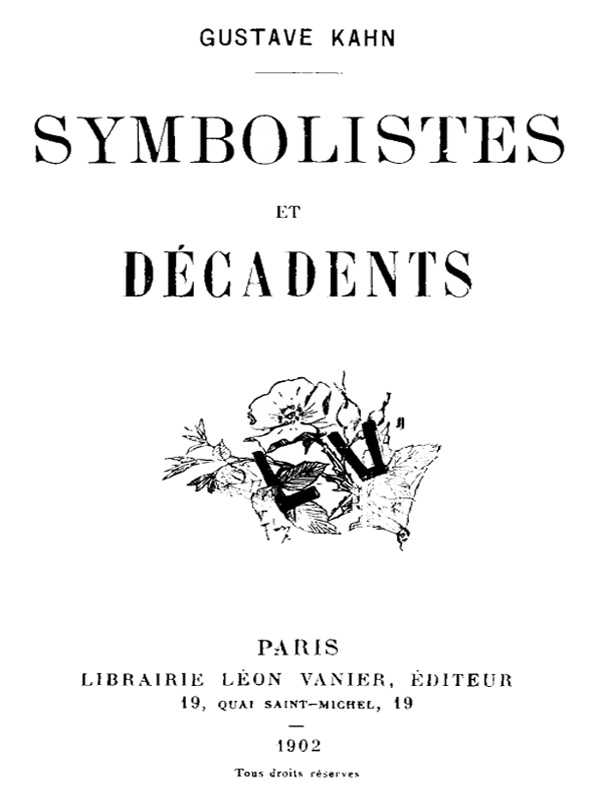 GUSTAVE KAHN
SYMBOLISTES
ET
DÉCADENTS
LV
PARIS
LIBRAIRIE LÉON VANIER, ÉDITEUR
19, QUAI SAINT-MICHEL, 19
1902
Tous droits réserves